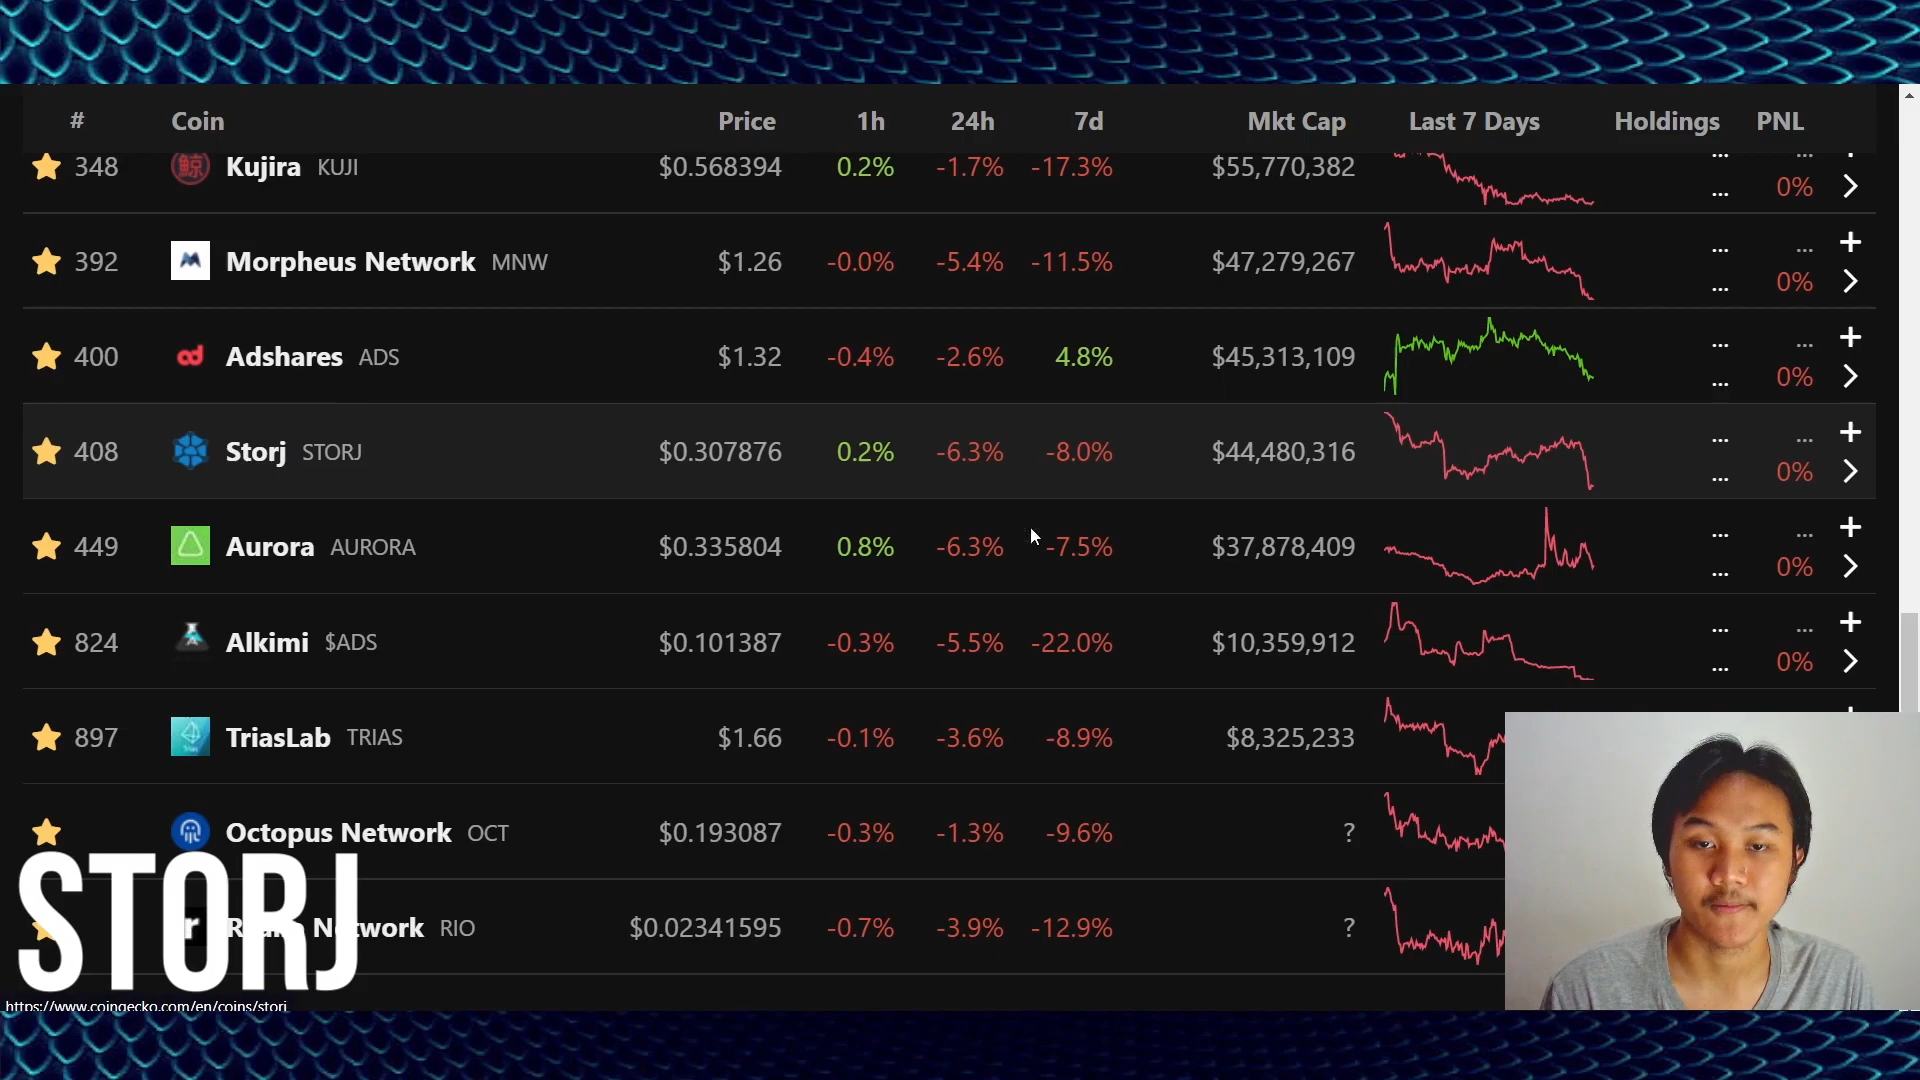 # Coin Price 1h 24h 7d Mkt Cap Last 7 Days Holdings PNL
348 鯨 Kujira KUJI $0.568394 0.2% -1.7% -17.3% $55,770,382 ... ... +
... 0%
392 Morpheus Network MNW $1.26 -0.0% -5.4% -11.5% $47,279,267 ... ... +
... 0%
400 ad Adshares ADS $1.32 -0.4% -2.6% 4.8% $45,313,109 ... ... +
... 0%
408 Storj STORJ $0.307876 0.2% -6.3% -8.0% $44,480,316 ... ... +
... 0%
449 Aurora AURORA $0.335804 0.8% -6.3% -7.5% $37,878,409 ... ... +
... 0%
824 Alkimi $ADS $0.101387 -0.3% -5.5% -22.0% $10,359,912 ... ... +
... 0%
897 TriasLab TRIAS $1.66 -0.1% -3.6% -8.9% $8,325,233
Octopus Network OCT $0.193087 -0.3% -1.3% -9.6% ?
r Network RIO $0.02341595 -0.7% -3.9% -12.9% ?
STORJ
https://www.coingecko.com/en/coins/storj